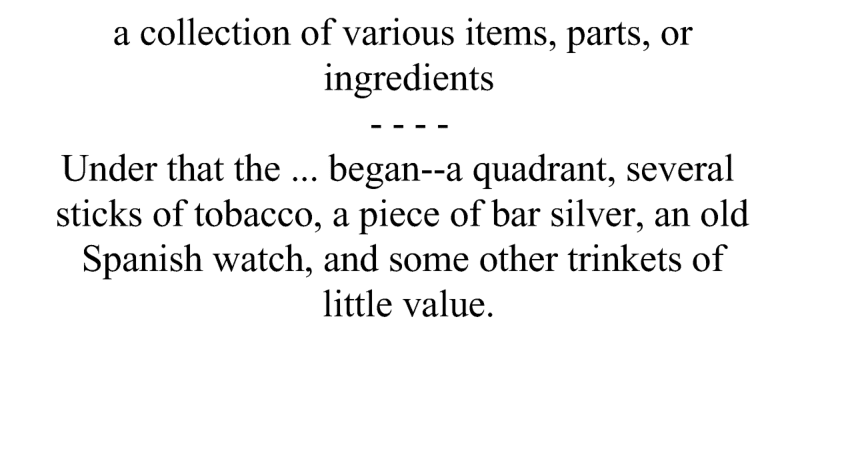 a collection of various items, parts, or
ingredients
- - - -
Under that the ... began--a quadrant, several
sticks of tobacco, a piece of bar silver, an old
Spanish watch, and some other trinkets of
little value.